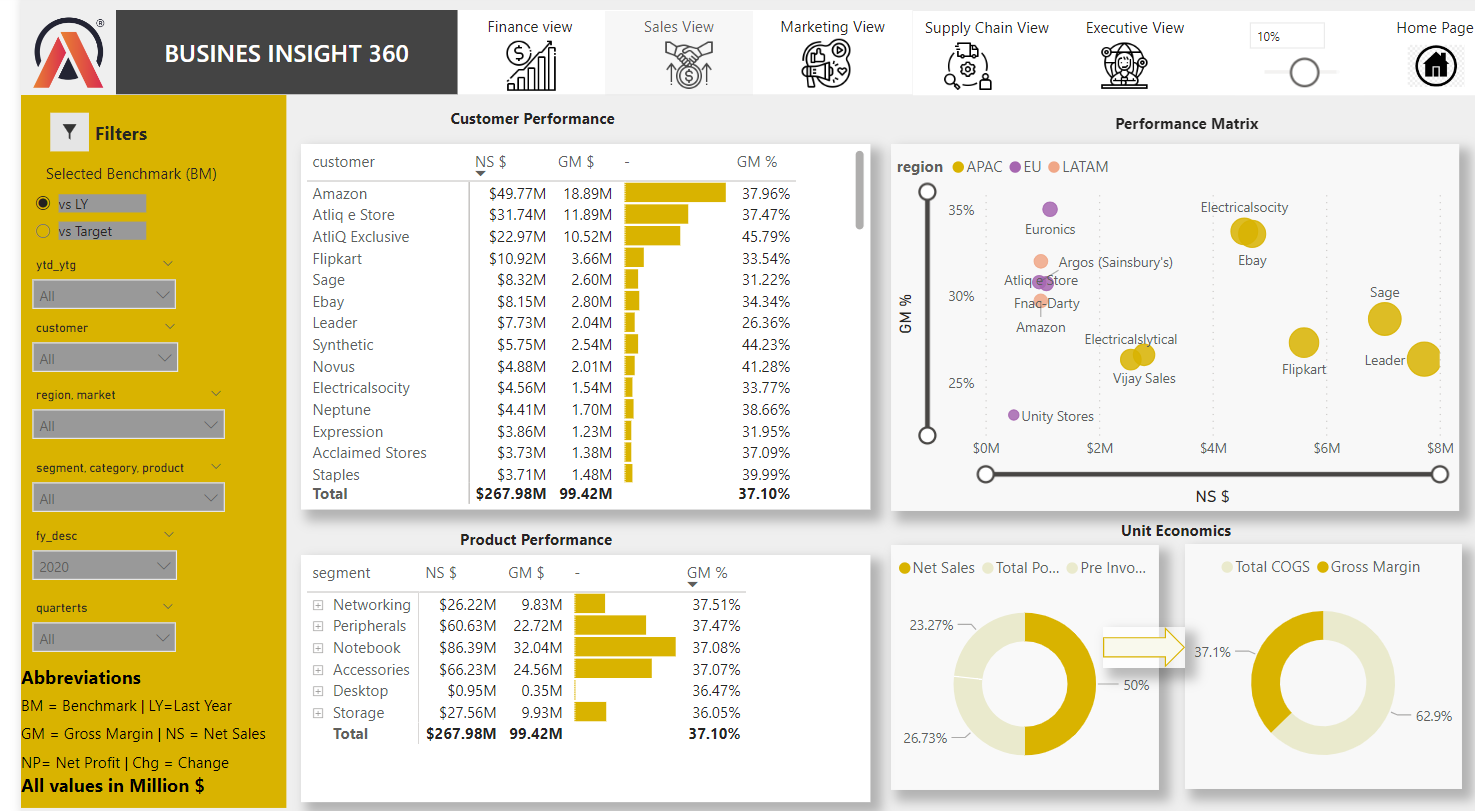 ®
BUSINES INSIGHT 360
Finance view
Sales View
Marketing View
Supply Chain View
Executive View
10%
Home Page
Filters
Selected Benchmark (BM)
vs LY
vs Target
ytd_ytg
All
customer
All
region, market
All
segment, category, product
All
fy_desc
2020
quarterts
All
Abbreviations
BM = Benchmark | LY=Last Year
GM = Gross Margin | NS = Net Sales
NP= Net Profit | Chg = Change
All values in Million $
Customer Performance
customer NS $ GM $ - GM %
Amazon $49.77M 18.89M 37.96%
Atliq e Store $31.74M 11.89M 37.47%
AtliQ Exclusive $22.97M 10.52M 45.79%
Flipkart $10.92M 3.66M 33.54%
Sage $8.32M 2.60M 31.22%
Ebay $8.15M 2.80M 34.34%
Leader $7.73M 2.04M 26.36%
Synthetic $5.75M 2.54M 44.23%
Novus $4.88M 2.01M 41.28%
Electricalsocity $4.56M 1.54M 33.77%
Neptune $4.41M 1.70M 38.66%
Expression $3.86M 1.23M 31.95%
Acclaimed Stores $3.73M 1.38M 37.09%
Staples $3.71M 1.48M 39.99%
Total $267.98M 99.42M 37.10%
Performance Matrix
region APAC EU LATAM
GM %
35%
30%
25%
Electricalsocity
Euronics
Ebay
Argos (Sainsbury's)
Atliq e Store
Sage
Fnac-Darty
Amazon
Electricalslytical
Flipkart
Leader
Vijay Sales
Unity Stores
$0M $2M $4M $6M $8M
NS $
Product Performance
segment NS $ GM $ - GM %
Networking $26.22M 9.83M 37.51%
Peripherals $60.63M 22.72M 37.47%
Notebook $86.39M 32.04M 37.08%
Accessories $66.23M 24.56M 37.07%
Desktop $0.95M 0.35M 36.47%
Storage $27.56M 9.93M 36.05%
Total $267.98M 99.42M 37.10%
Unit Economics
Net Sales Total Po... Pre Invo...
23.27%
50%
26.73%
Total COGS Gross Margin
37.1%
62.9%